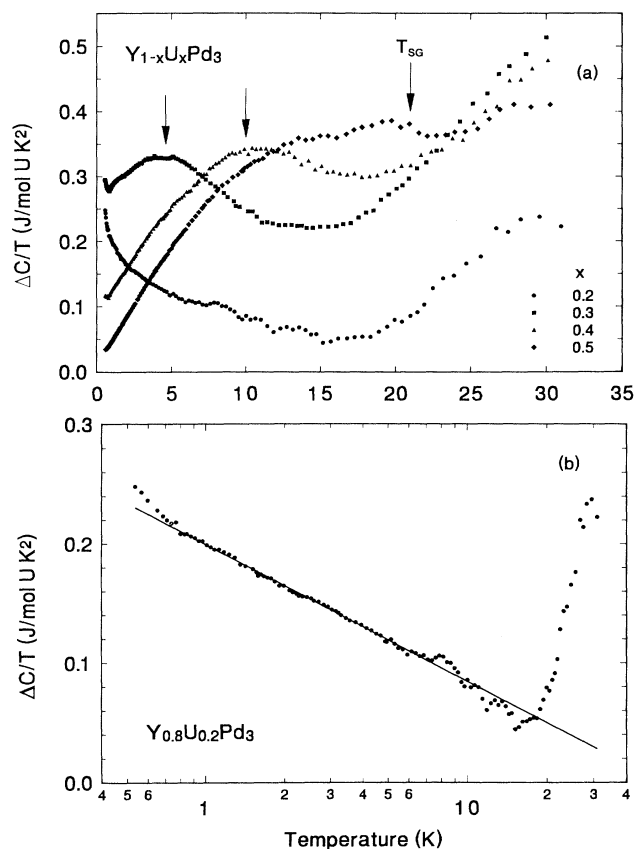 0.5
0.4
0.3
0.2
0.1
0.0
ΔC/T (J/mol U K²)
Y₁₋ₓUₓPd₃
T_SG
(a)
x
0.2
0.3
0.4
0.5
0 5 10 15 20 25 30 35
0.3
0.2
0.1
0.0
ΔC/T (J/mol U K²)
(b)
Y₀.₈U₀.₂Pd₃
4 5 6 1 2 3 4 5 6 10 2 3 4
Temperature (K)